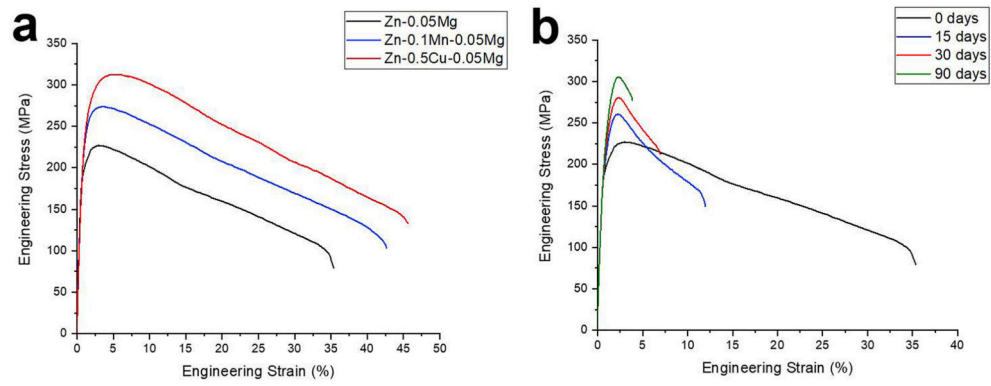 a
Zn-0.05Mg
Zn-0.1Mn-0.05Mg
Zn-0.5Cu-0.05Mg
350
300
250
200
150
100
50
0
Engineering Stress (MPa)
0 5 10 15 20 25 30 35 40 45 50
Engineering Strain (%)
b
0 days
15 days
30 days
90 days
350
300
250
200
150
100
50
0
Engineering Stress (MPa)
0 5 10 15 20 25 30 35 40
Engineering Strain (%)